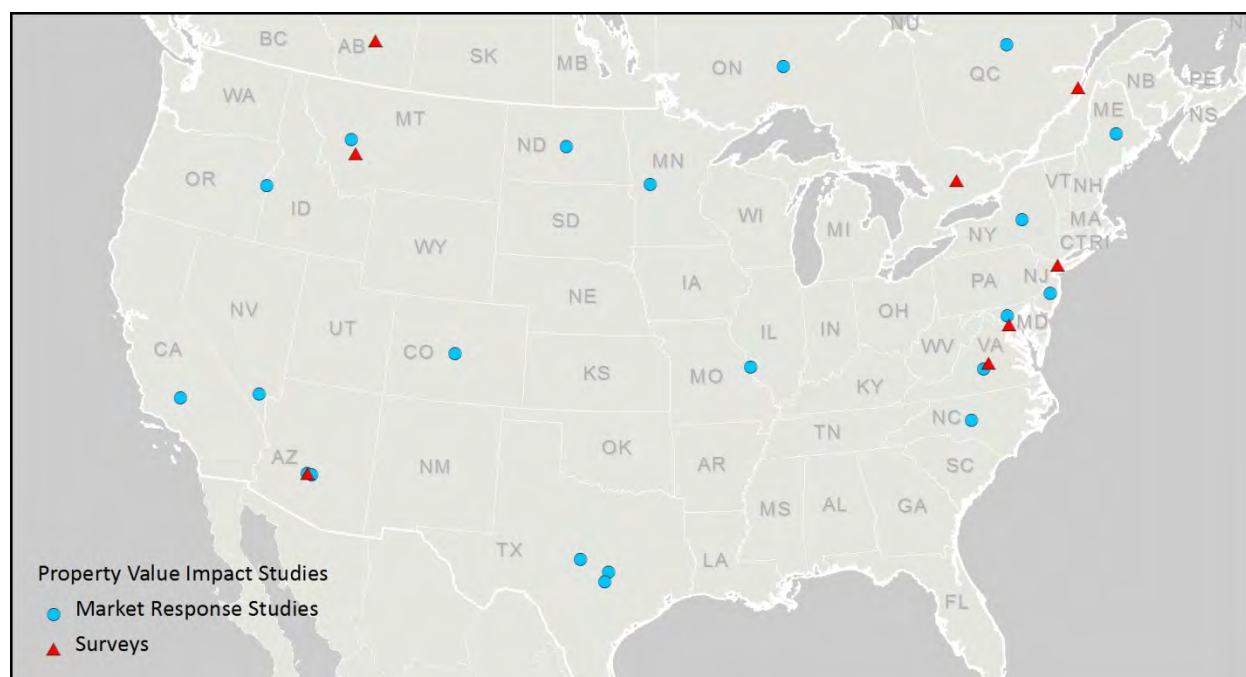 NU
N
BC
AB
SK
MB
ON
QC
NB
PE
NS
WA
MT
ND
MN
ME
OR
ID
SD
WI
MI
VT
NH
WY
NY
MA
CT
RI
NE
IA
PA
NJ
NV
UT
CO
IL
IN
OH
MD
CA
KS
MO
WV
VA
KY
AZ
NM
OK
AR
TN
NC
SC
TX
MS
AL
GA
LA
FL
Property Value Impact Studies
Market Response Studies
Surveys